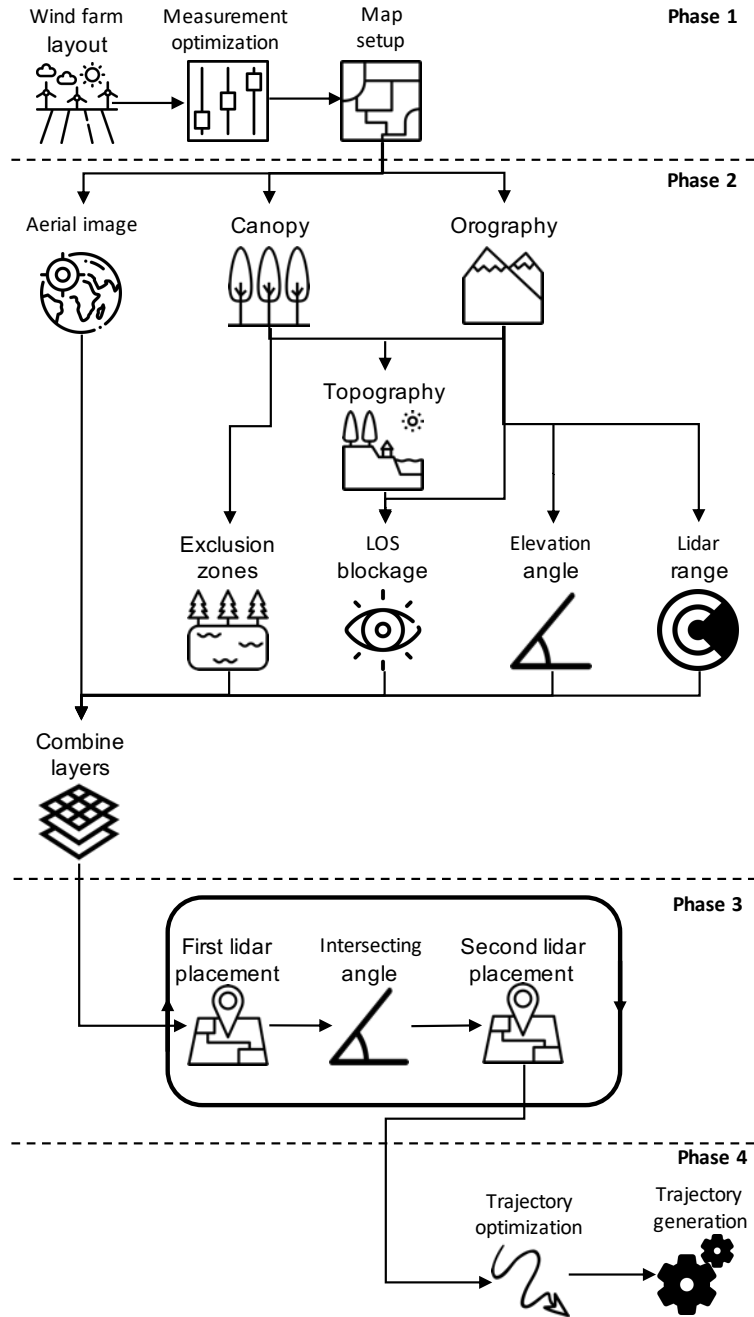 Phase 1
Wind farm
layout
Measurement
optimization
Map
setup
Phase 2
Aerial image
Canopy
Orography
Topography
Exclusion
zones
LOS
blockage
Elevation
angle
Lidar
range
Combine
layers
Phase 3
First lidar
placement
Intersecting
angle
Second lidar
placement
Phase 4
Trajectory
optimization
Trajectory
generation